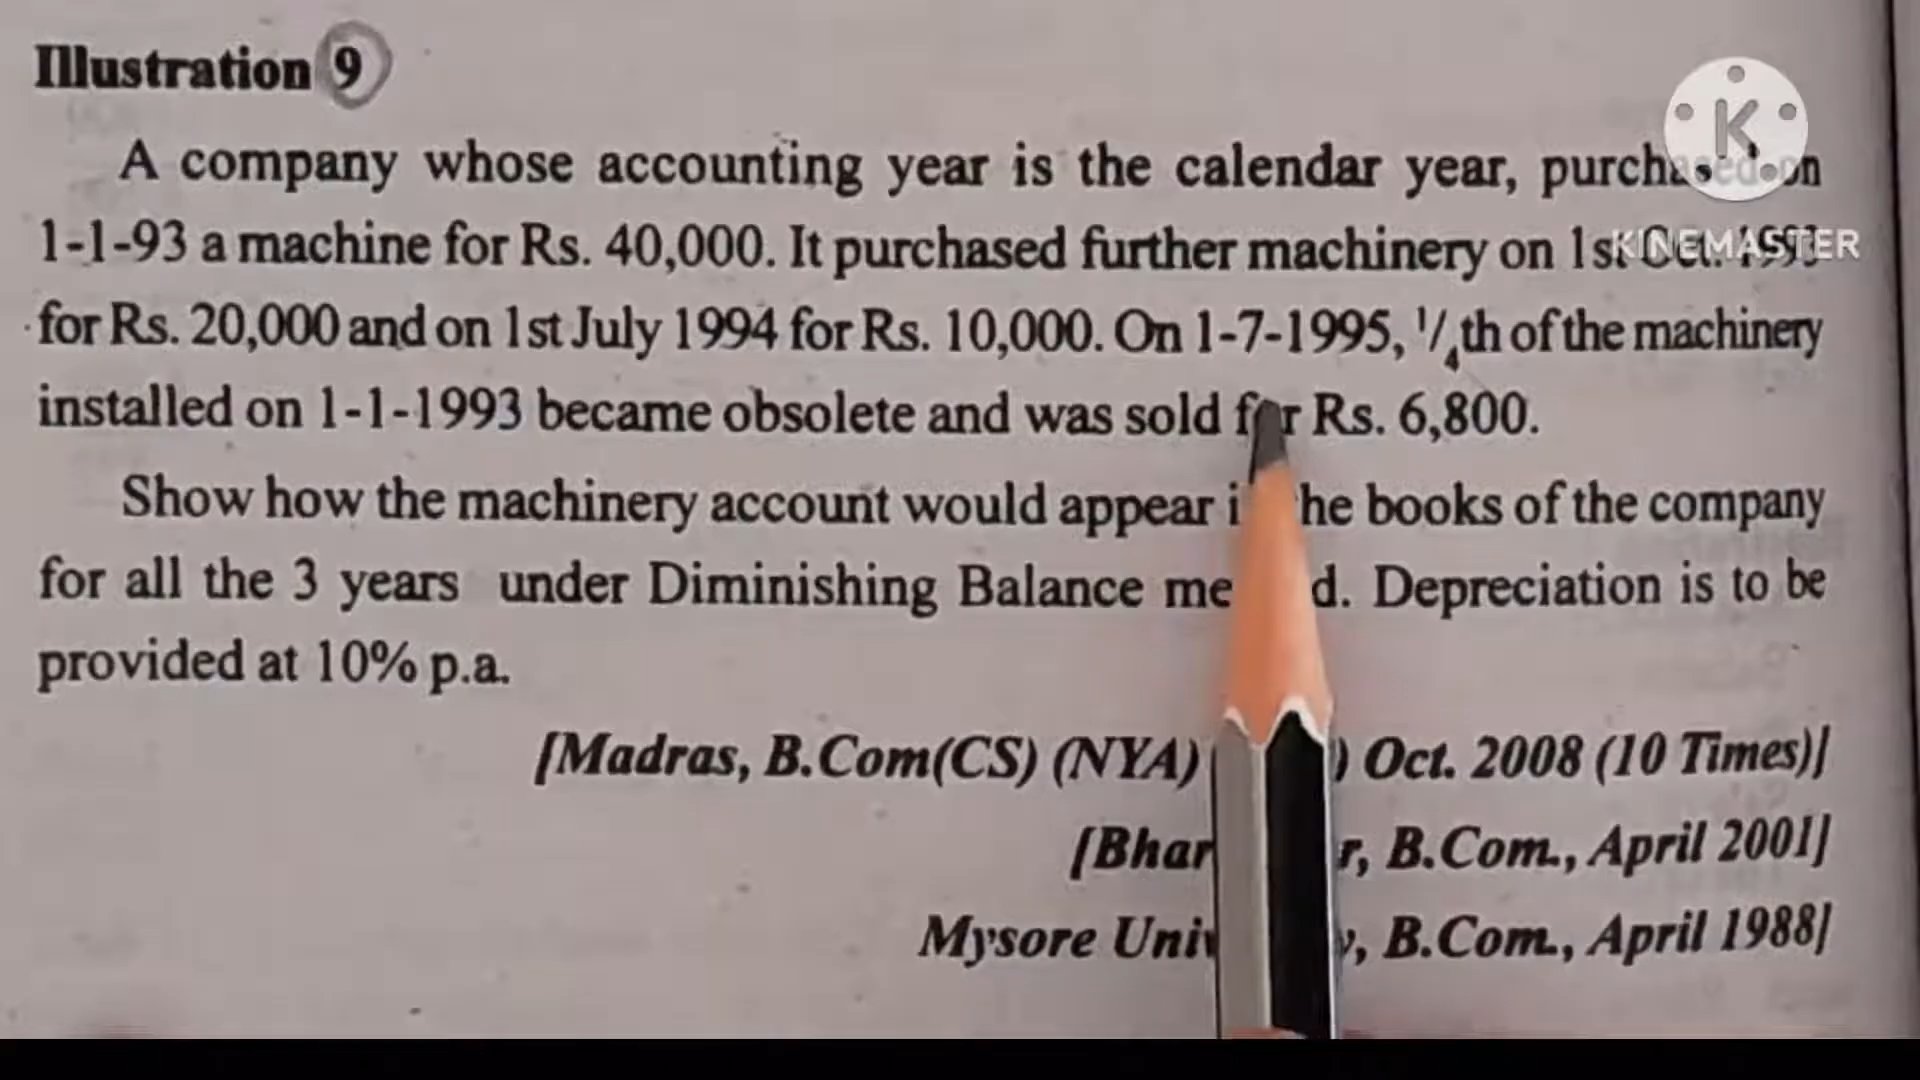 Illustration 9
A company whose accounting year is the calendar year, purchased on
1-1-93 a machine for Rs. 40,000. It purchased further machinery on 1st Oct. 1993
for Rs. 20,000 and on 1st July 1994 for Rs. 10,000. On 1-7-1995, 1/4th of the machinery
installed on 1-1-1993 became obsolete and was sold for Rs. 6,800.
Show how the machinery account would appear i he books of the company
for all the 3 years under Diminishing Balance me d. Depreciation is to be
provided at 10% p.a.
[Madras, B.Com(CS) (NYA) ) Oct. 2008 (10 Times)]
[Bhar r, B.Com., April 2001]
Mysore Univ y, B.Com., April 1988]
K
KINEMASTER